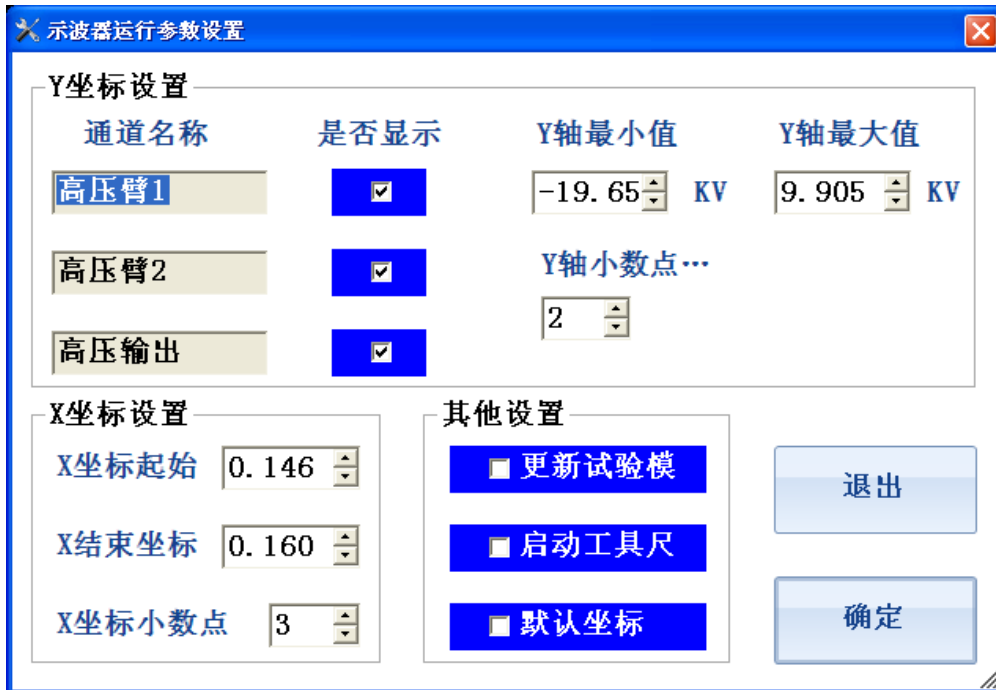 示波器运行参数设置
Y坐标设置
通道名称 是否显示 Y轴最小值 Y轴最大值
高压臂1 -19.65 KV 9.905 KV
高压臂2 Y轴小数点…
2
高压输出
X坐标设置 其他设置
X坐标起始 0.146 更新试验模
退出
X结束坐标 0.160 启动工具尺
X坐标小数点 3 默认坐标 确定